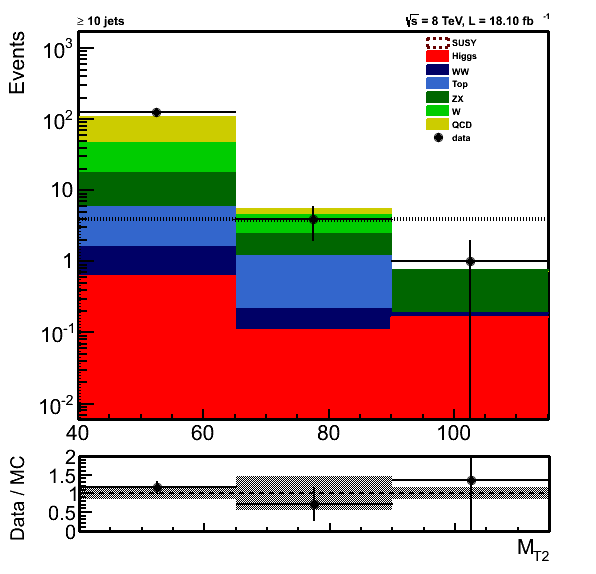 ≥ 10 jets
√s = 8 TeV, L = 18.10 fb⁻¹
Events
10³
10²
10
1
10⁻¹
10⁻²
SUSY
Higgs
WW
Top
ZX
W
QCD
data
40 60 80 100
Data / MC
2
1.5
1
0.5
0
M_T2